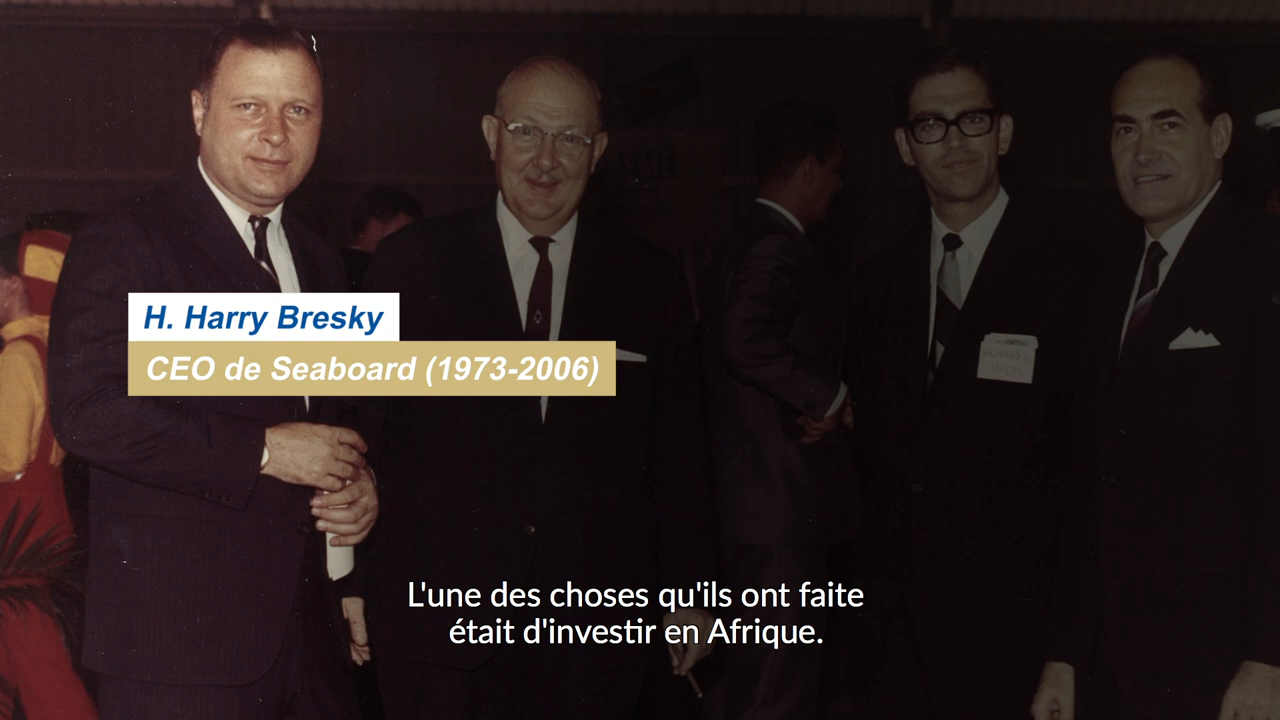 H. Harry Bresky
CEO de Seaboard (1973-2006)
L'une des choses qu'ils ont faite
était d'investir en Afrique.